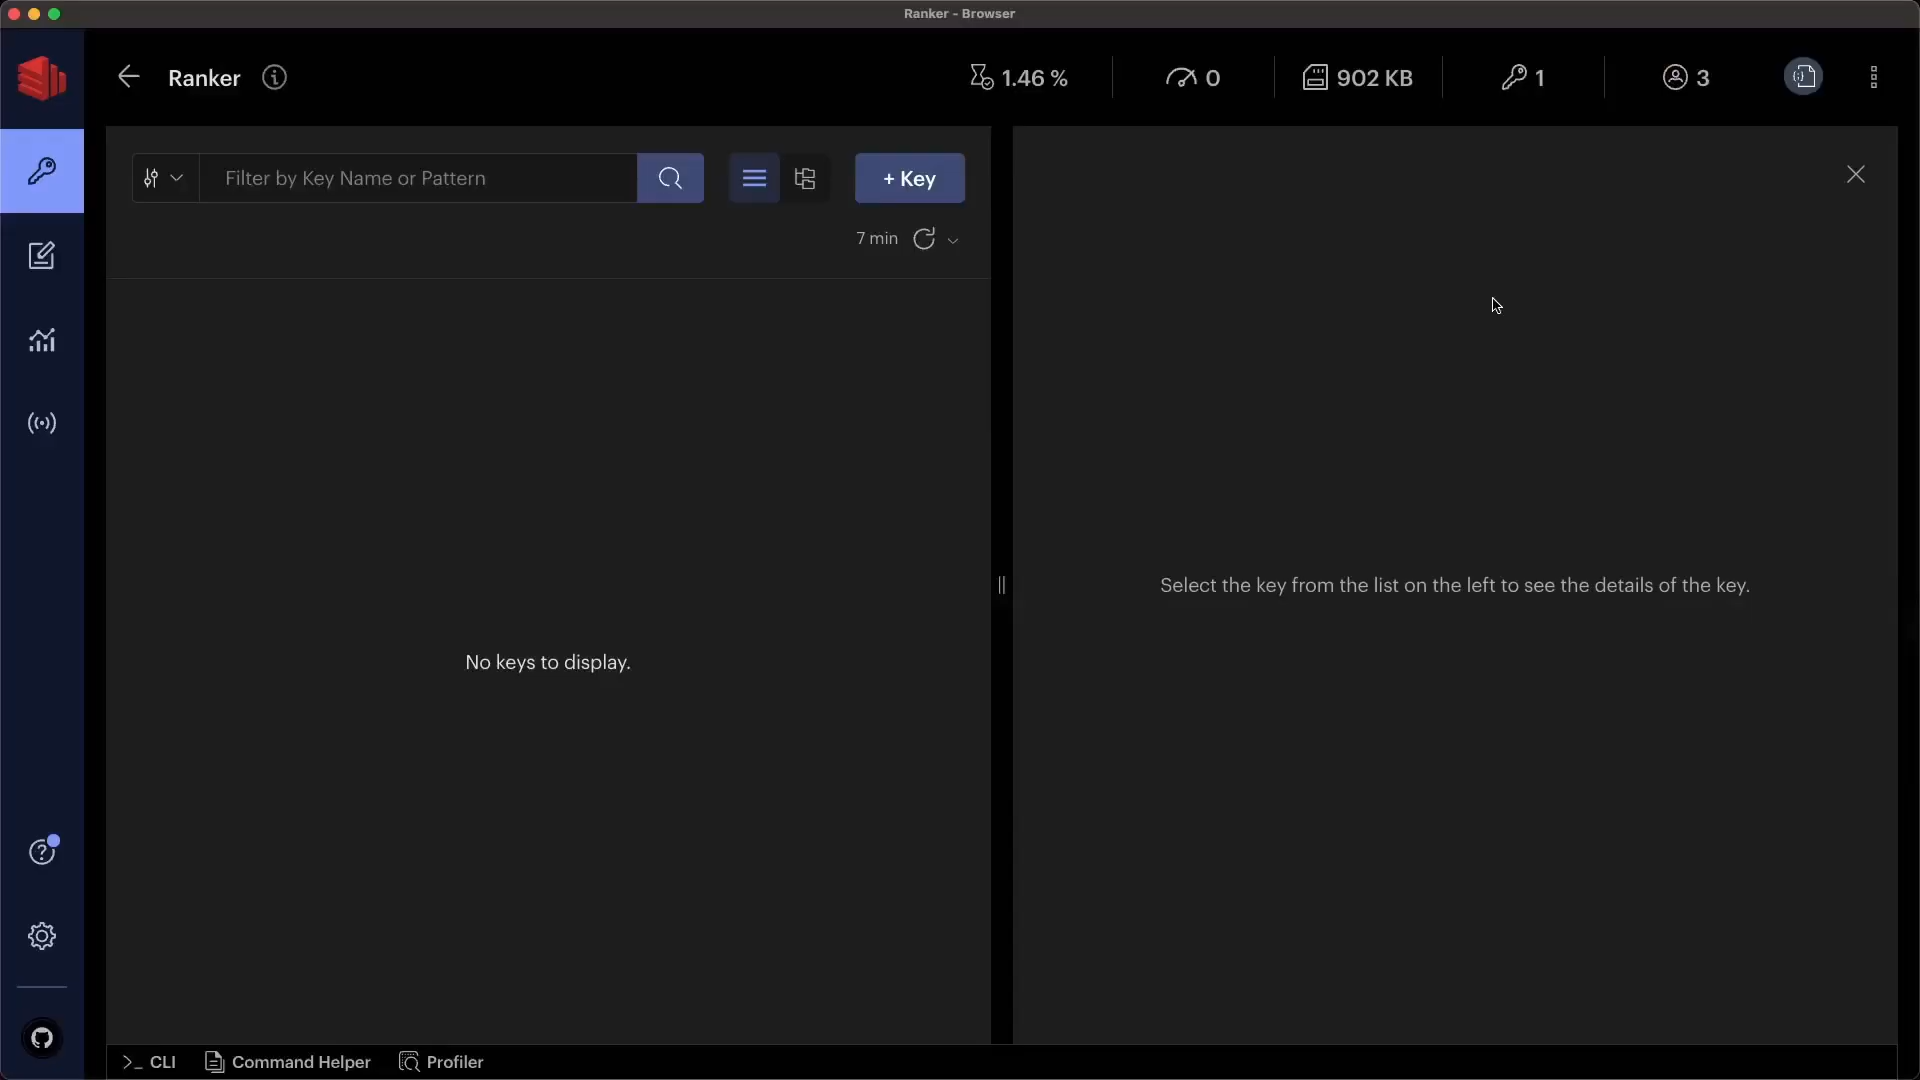 Ranker - Browser
Ranker
1.46 %
0
902 KB
1
3
Filter by Key Name or Pattern
+ Key
7 min
Select the key from the list on the left to see the details of the key.
No keys to display.
>_ CLI
Command Helper
Profiler